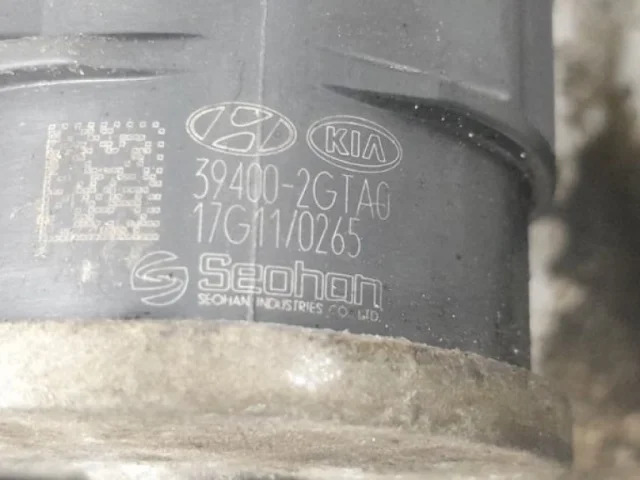 KIA
39400-2GTA0
17G11/0265
Seohan
SEOHAN INDUSTRIES CO. LTD.